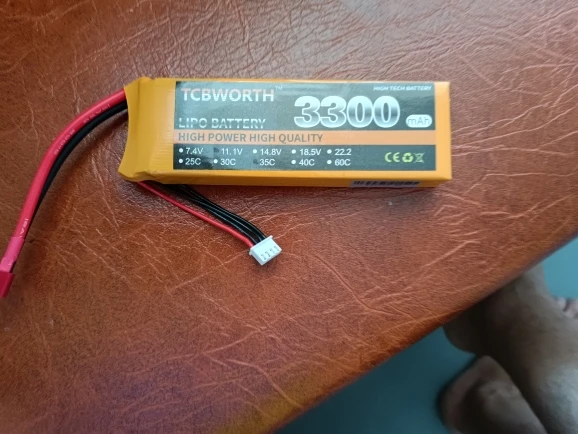 TCBWORTH
HIGH TECH BATTERY
LIPO BATTERY
3300 mAh
HIGH POWER HIGH QUALITY
• 7.4V 11.1V • 14.8V • 18.5V • 22.2
• 25C • 30C 35C • 40C • 60C
CE